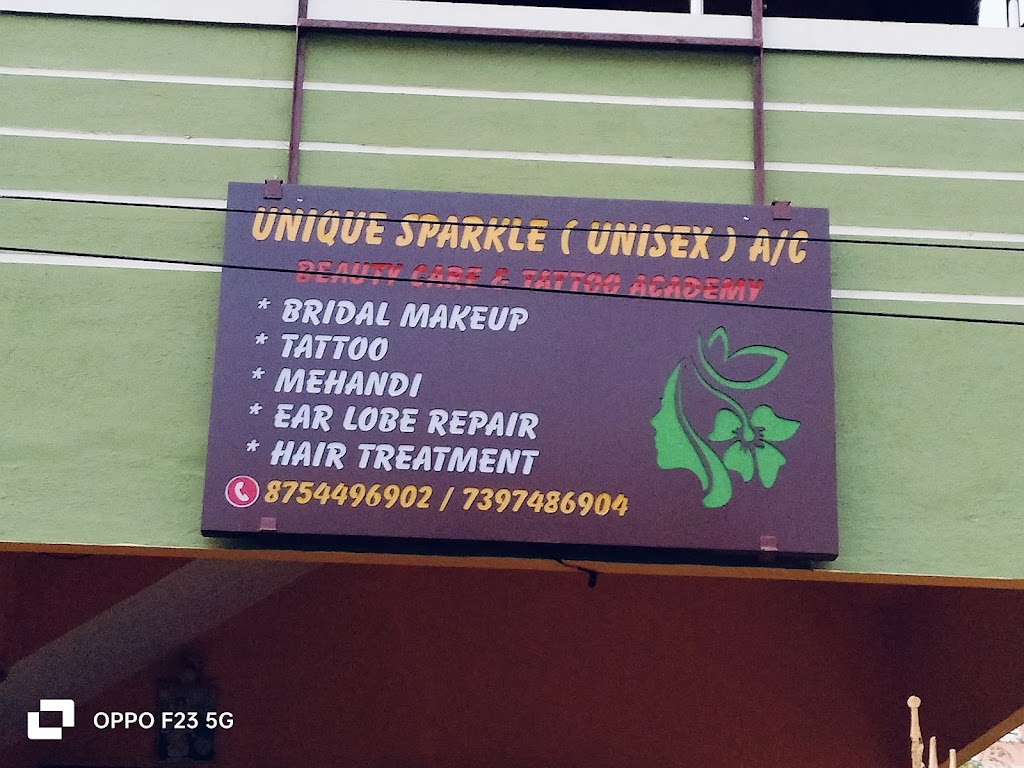 UNIQUE SPARKLE ( UNISEX ) A/C
BEAUTY CARE & TATTOO ACADEMY
* BRIDAL MAKEUP
* TATTOO
* MEHANDI
* EAR LOBE REPAIR
* HAIR TREATMENT
8754496902 / 7397486904
OPPO F23 5G